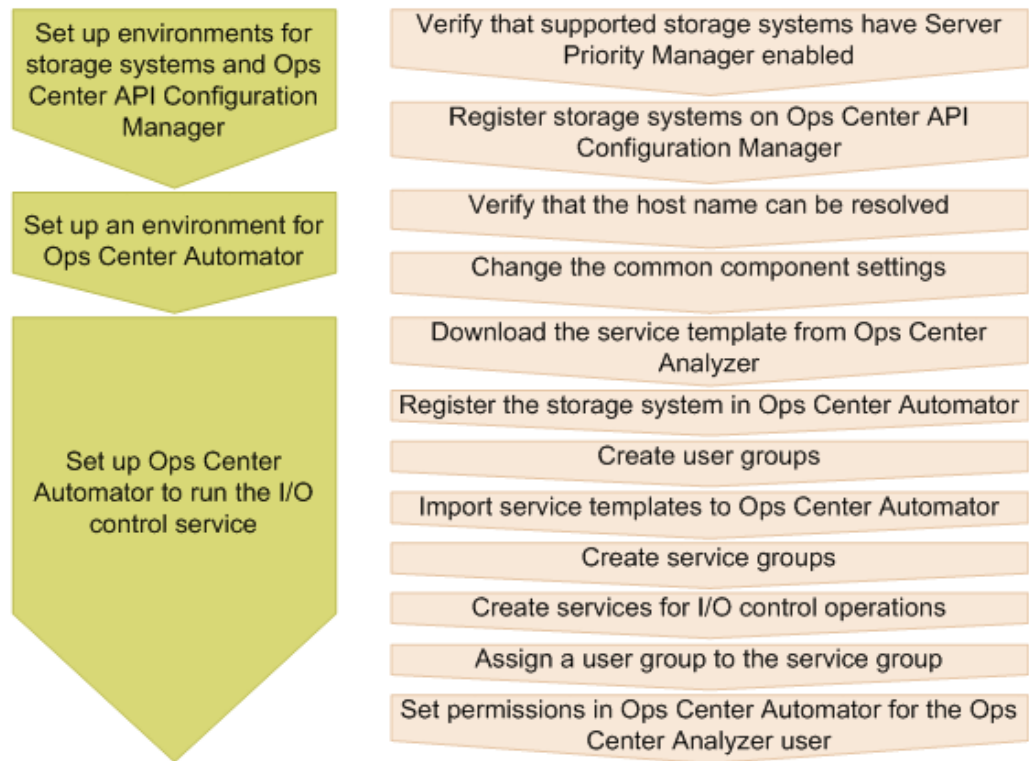 Set up environments for
storage systems and Ops
Center API Configuration
Manager
Verify that supported storage systems have Server
Priority Manager enabled
Register storage systems on Ops Center API
Configuration Manager
Set up an environment for
Ops Center Automator
Verify that the host name can be resolved
Change the common component settings
Set up Ops Center
Automator to run the I/O
control service
Download the service template from Ops Center
Analyzer
Register the storage system in Ops Center Automator
Create user groups
Import service templates to Ops Center Automator
Create service groups
Create services for I/O control operations
Assign a user group to the service group
Set permissions in Ops Center Automator for the Ops
Center Analyzer user